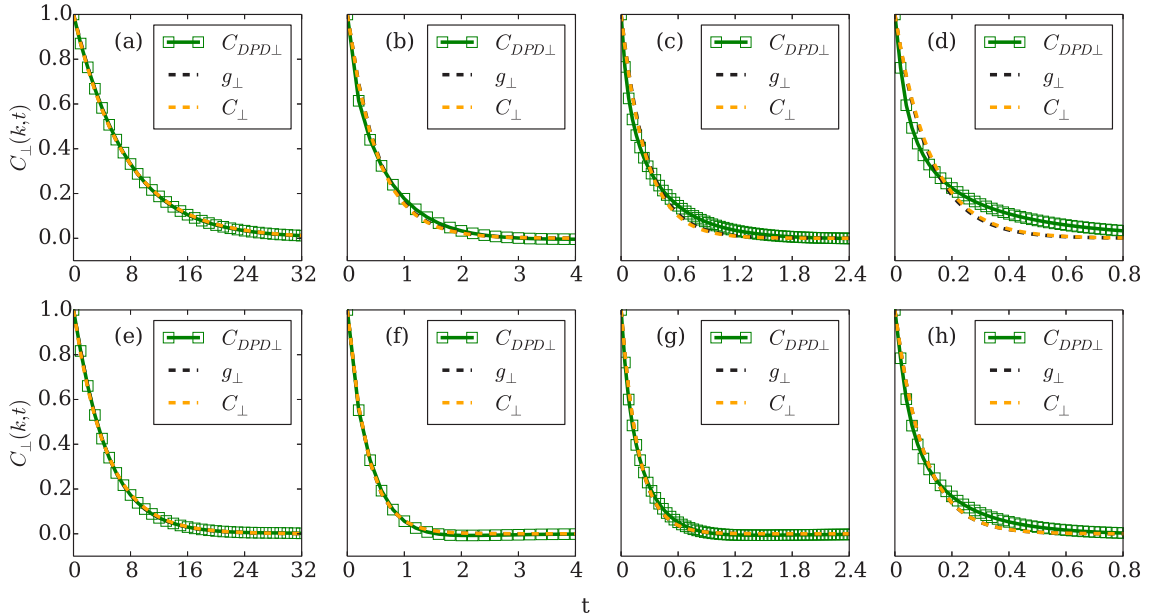 1.0
0.8
0.6
0.4
0.2
0.0
C⊥(k,t)
(a)
C_DPD⊥
g⊥
C⊥
0 8 16 24 32
(b)
C_DPD⊥
g⊥
C⊥
0 1 2 3 4
(c)
C_DPD⊥
g⊥
C⊥
0 0.6 1.2 1.8 2.4
(d)
C_DPD⊥
g⊥
C⊥
0 0.2 0.4 0.6 0.8
1.0
0.8
0.6
0.4
0.2
0.0
C⊥(k,t)
(e)
C_DPD⊥
g⊥
C⊥
0 8 16 24 32
(f)
C_DPD⊥
g⊥
C⊥
0 1 2 3 4
(g)
C_DPD⊥
g⊥
C⊥
0 0.6 1.2 1.8 2.4
(h)
C_DPD⊥
g⊥
C⊥
0 0.2 0.4 0.6 0.8
t